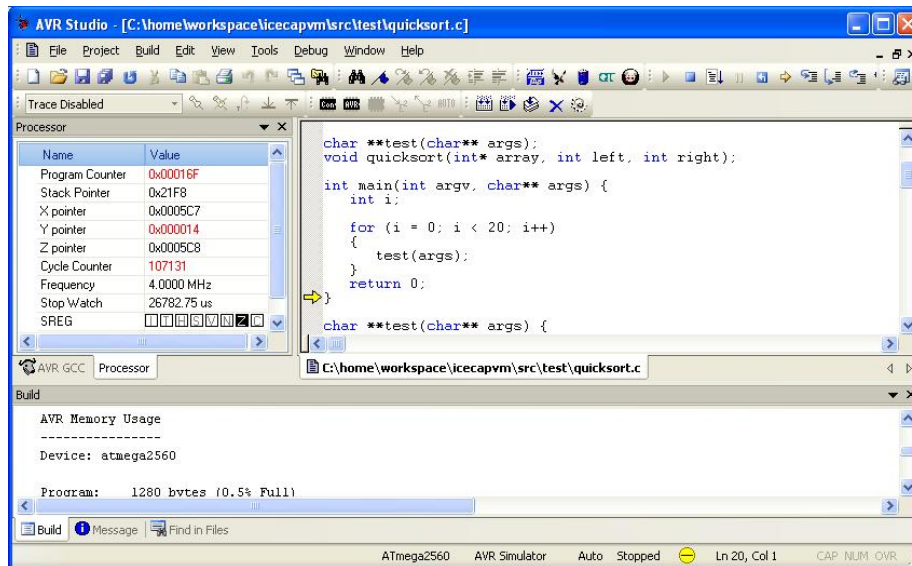 AVR Studio - [C:\home\workspace\icecapvm\src\test\quicksort.c]
File Project Build Edit View Tools Debug Window Help
Trace Disabled
AUTO
Processor
Name Value
Program Counter 0x00016F
Stack Pointer 0x21F8
X pointer 0x0005C7
Y pointer 0x000014
Z pointer 0x0005C8
Cycle Counter 107131
Frequency 4.0000 MHz
Stop Watch 26782.75 us
SREG I T H S V N Z C
AVR GCC Processor
char **test(char** args);
void quicksort(int* array, int left, int right);
int main(int argv, char** args) {
int i;
for (i = 0; i < 20; i++)
{
test(args);
}
return 0;
}
char **test(char** args) {
C:\home\workspace\icecapvm\src\test\quicksort.c
Build
AVR Memory Usage
----------------
Device: atmega2560
Program: 1280 bytes (0.5% Full)
Build Message Find in Files
ATmega2560 AVR Simulator Auto Stopped Ln 20, Col 1 CAP NUM OVR